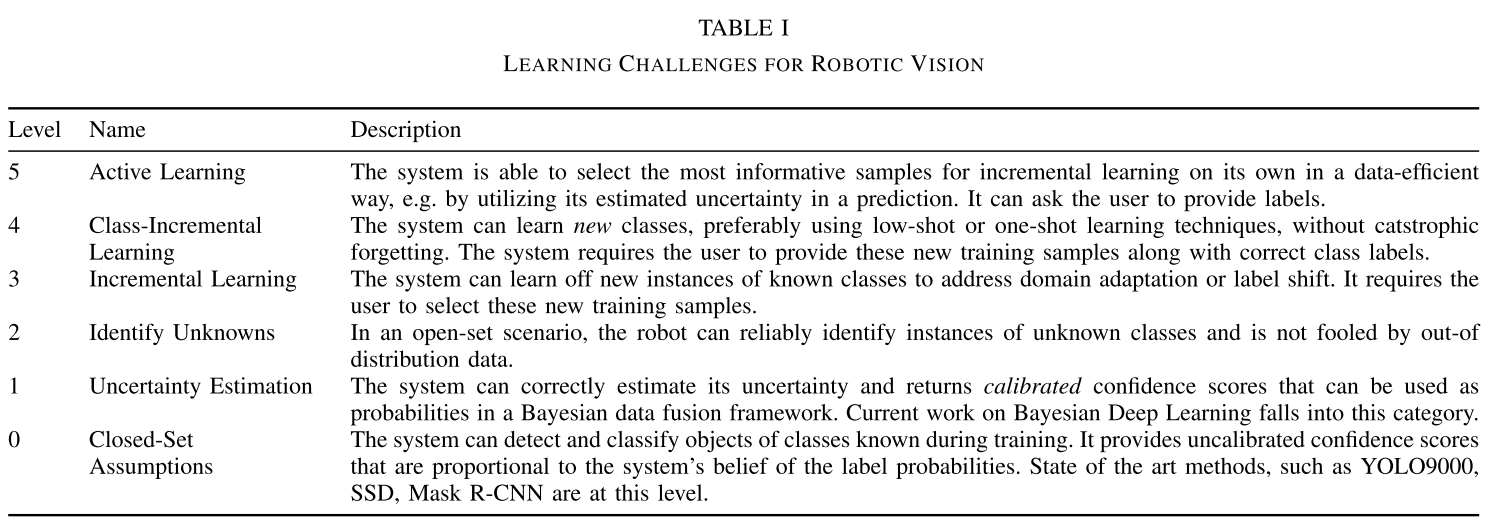 TABLE I
LEARNING CHALLENGES FOR ROBOTIC VISION
Level Name Description
5 Active Learning The system is able to select the most informative samples for incremental learning on its own in a data-efficient
way, e.g. by utilizing its estimated uncertainty in a prediction. It can ask the user to provide labels.
4 Class-Incremental The system can learn new classes, preferably using low-shot or one-shot learning techniques, without catstrophic
Learning forgetting. The system requires the user to provide these new training samples along with correct class labels.
3 Incremental Learning The system can learn off new instances of known classes to address domain adaptation or label shift. It requires the
user to select these new training samples.
2 Identify Unknowns In an open-set scenario, the robot can reliably identify instances of unknown classes and is not fooled by out-of
distribution data.
1 Uncertainty Estimation The system can correctly estimate its uncertainty and returns calibrated confidence scores that can be used as
probabilities in a Bayesian data fusion framework. Current work on Bayesian Deep Learning falls into this category.
0 Closed-Set The system can detect and classify objects of classes known during training. It provides uncalibrated confidence scores
Assumptions that are proportional to the system's belief of the label probabilities. State of the art methods, such as YOLO9000,
SSD, Mask R-CNN are at this level.